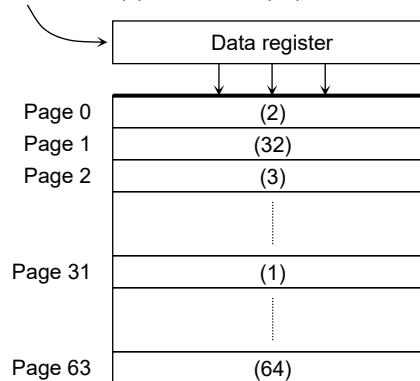 Data register
Page 0 (2)
Page 1 (32)
Page 2 (3)
Page 31 (1)
Page 63 (64)